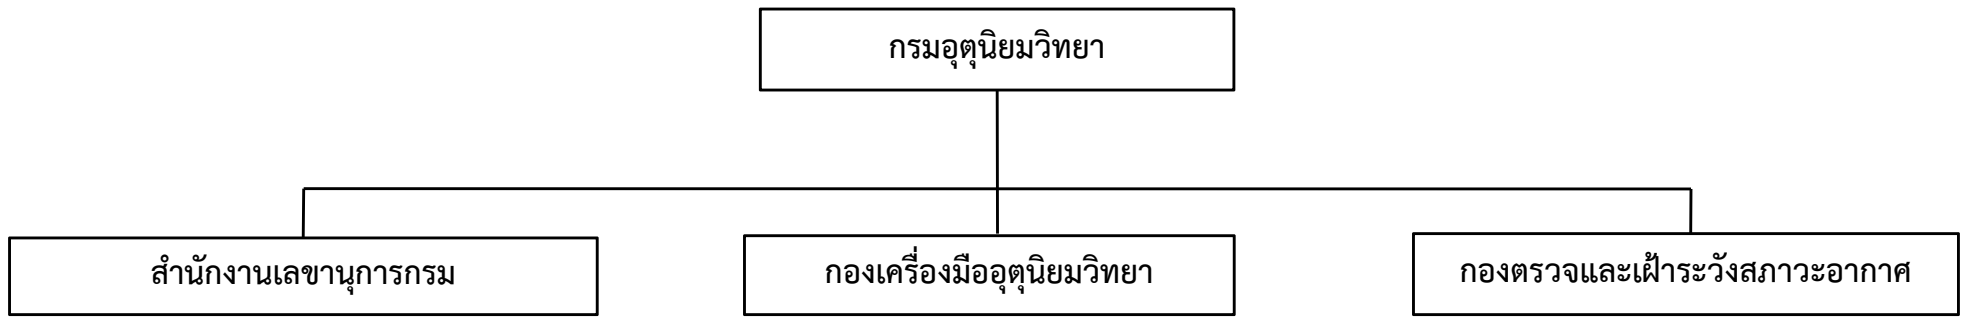 กรมอุตุนิยมวิทยา
สำนักงานเลขานุการกรม
กองเครื่องมืออุตุนิยมวิทยา
กองตรวจและเฝ้าระวังสภาวะอากาศ